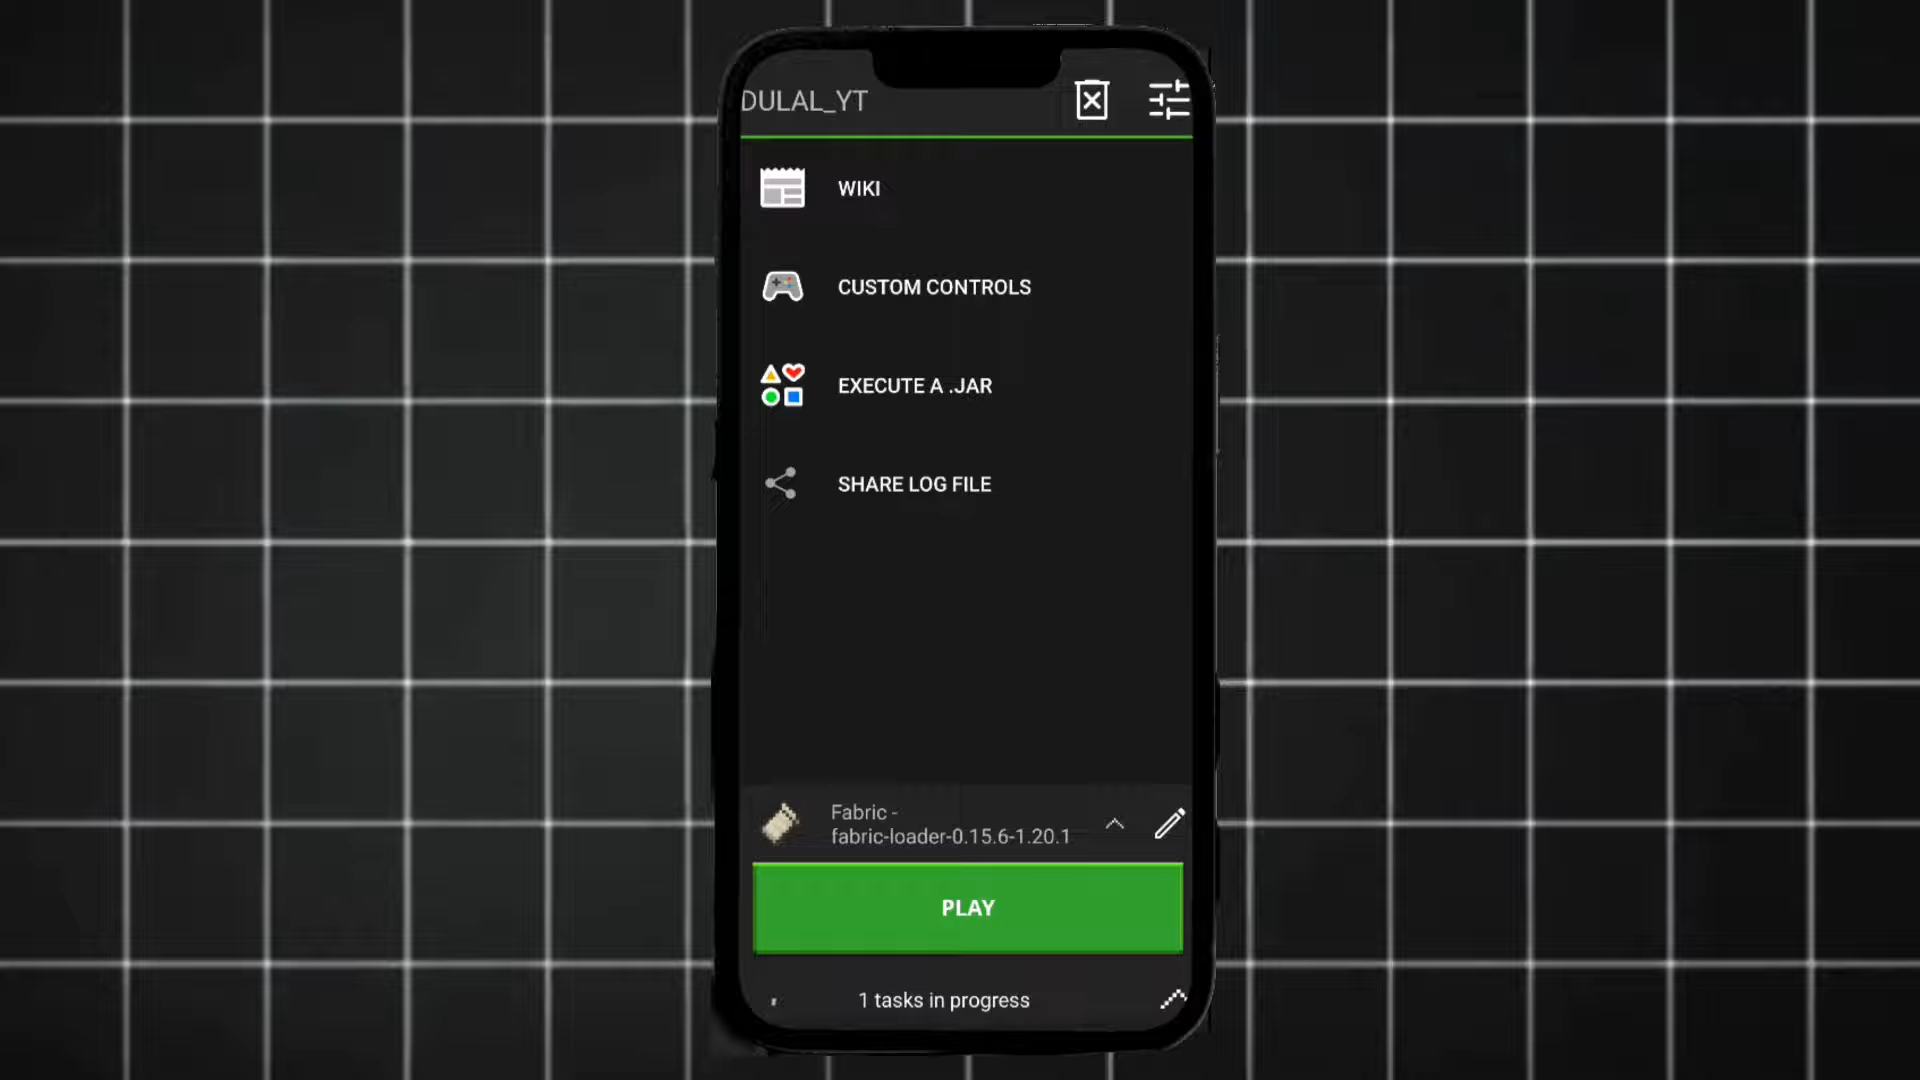 DULAL_YT
WIKI
CUSTOM CONTROLS
EXECUTE A .JAR
SHARE LOG FILE
Fabric -
fabric-loader-0.15.6-1.20.1
PLAY
1 tasks in progress